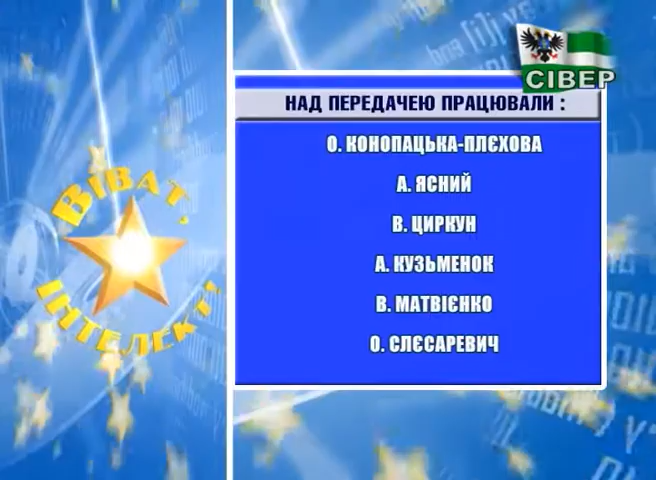 СІВЕР
ВІВАТ,
ІНТЕЛЕКТ!
НАД ПЕРЕДАЧЕЮ ПРАЦЮВАЛИ :
О. КОНОПАЦЬКА-ПЛЄХОВА
А. ЯСНИЙ
В. ЦИРКУН
А. КУЗЬМЕНОК
В. МАТВІЄНКО
О. СЛЄСАРЕВИЧ